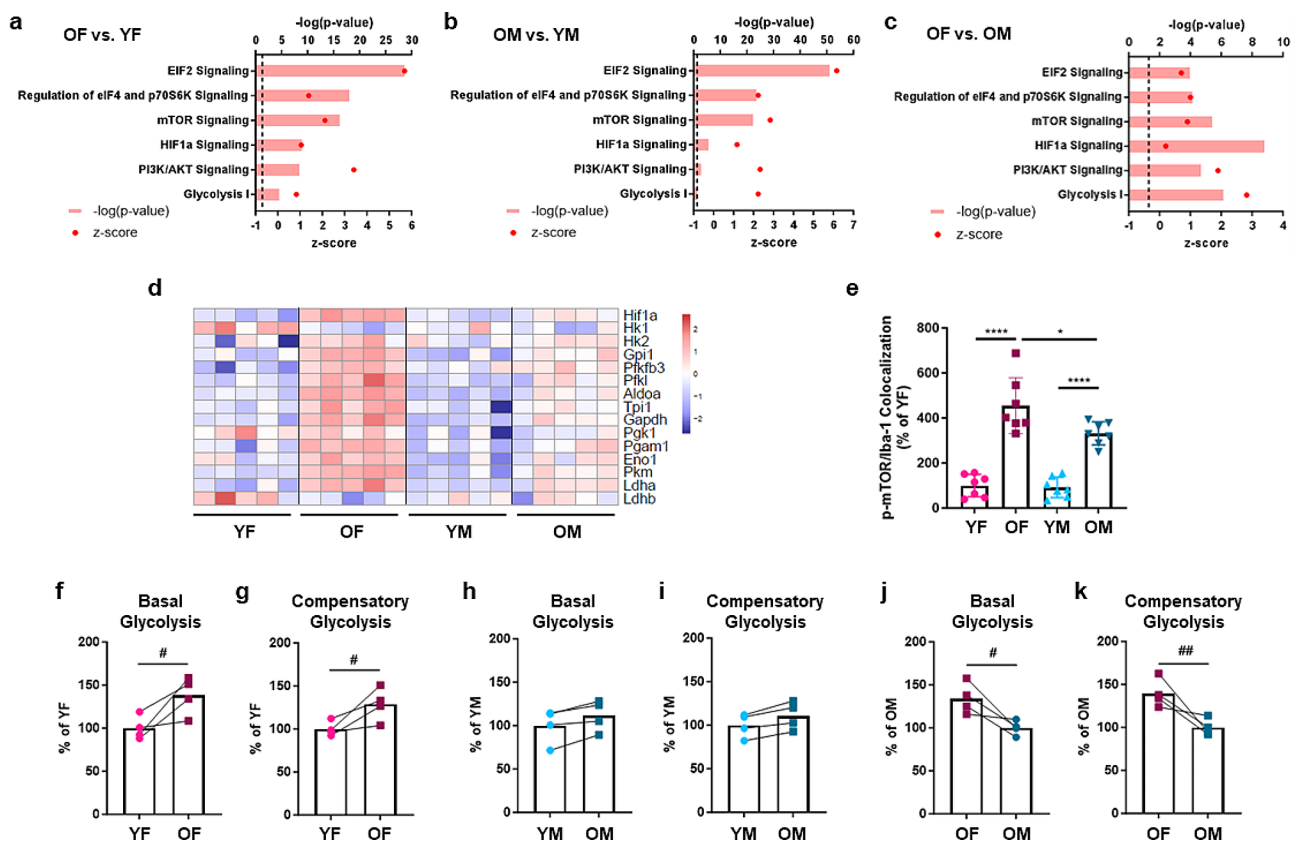 a
OF vs. YF
-log(p-value)
0 5 10 15 20 25 30
EIF2 Signaling
Regulation of eIF4 and p70S6K Signaling
mTOR Signaling
HIF1a Signaling
PI3K/AKT Signaling
Glycolysis I
-log(p-value)
z-score
-1 0 1 2 3 4 5 6
z-score
b
OM vs. YM
-log(p-value)
0 10 20 30 40 50 60
EIF2 Signaling
Regulation of eIF4 and p70S6K Signaling
mTOR Signaling
HIF1a Signaling
PI3K/AKT Signaling
Glycolysis I
-log(p-value)
z-score
-1 0 1 2 3 4 5 6 7
z-score
c
OF vs. OM
-log(p-value)
0 2 4 6 8 10
EIF2 Signaling
Regulation of eIF4 and p70S6K Signaling
mTOR Signaling
HIF1a Signaling
PI3K/AKT Signaling
Glycolysis I
-log(p-value)
z-score
-1 0 1 2 3 4
z-score
d
Hif1a
Hk1
Hk2
Gpi1
Pfkfb3
Pfkl
Aldoa
Tpi1
Gapdh
Pgk1
Pgam1
Eno1
Pkm
Ldha
Ldhb
2
1
0
-1
-2
YF OF YM OM
e
p-mTOR/Iba-1 Colocalization
(% of YF)
800
600
400
200
0
**** *
****
YF OF YM OM
f
Basal
Glycolysis
% of YF
200
150
100
50
0
#
YF OF
g
Compensatory
Glycolysis
% of YF
200
150
100
50
0
#
YF OF
h
Basal
Glycolysis
% of YM
200
150
100
50
0
YM OM
i
Compensatory
Glycolysis
% of YM
200
150
100
50
0
YM OM
j
Basal
Glycolysis
% of OM
200
150
100
50
0
#
OF OM
k
Compensatory
Glycolysis
% of OM
200
150
100
50
0
##
OF OM